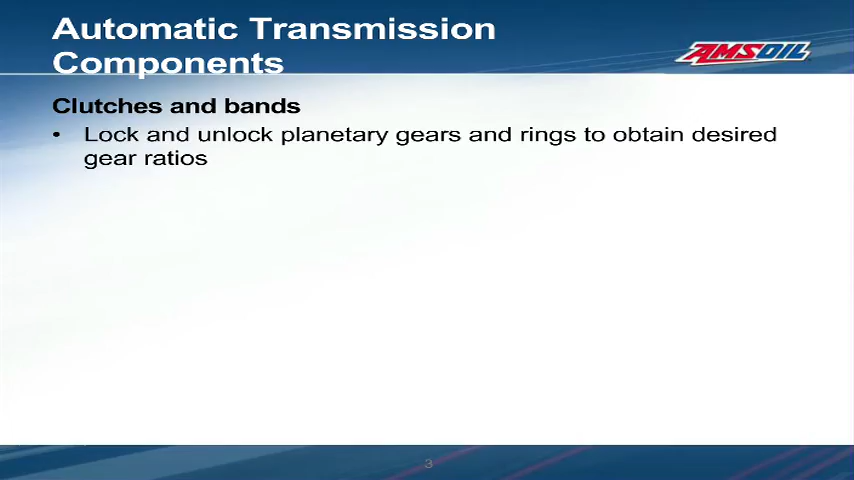 Automatic Transmission
Components
AMSOIL
Clutches and bands
• Lock and unlock planetary gears and rings to obtain desired
gear ratios
3